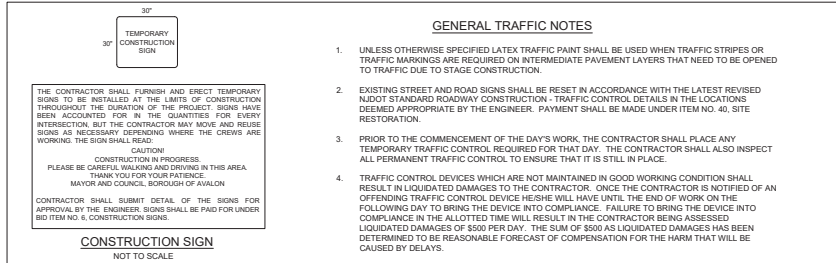 30"
30"
TEMPORARY
CONSTRUCTION
SIGN
THE CONTRACTOR SHALL FURNISH AND ERECT TEMPORARY
SIGNS TO BE INSTALLED AT THE LIMITS OF CONSTRUCTION
THROUGHOUT THE DURATION OF THE PROJECT. SIGNS HAVE
BEEN ACCOUNTED FOR IN THE QUANTITIES FOR EVERY
INTERSECTION, BUT THE CONTRACTOR MAY MOVE AND REUSE
SIGNS AS NECESSARY DEPENDING WHERE THE CREWS ARE
WORKING. THE SIGN SHALL READ:
CAUTION!
CONSTRUCTION IN PROGRESS.
PLEASE BE CAREFUL WALKING AND DRIVING IN THIS AREA.
THANK YOU FOR YOUR PATIENCE.
MAYOR AND COUNCIL, BOROUGH OF AVALON
CONTRACTOR SHALL SUBMIT DETAIL OF THE SIGNS FOR
APPROVAL BY THE ENGINEER. SIGNS SHALL BE PAID FOR UNDER
BID ITEM NO. 6, CONSTRUCTION SIGNS.
CONSTRUCTION SIGN
NOT TO SCALE
GENERAL TRAFFIC NOTES
1. UNLESS OTHERWISE SPECIFIED LATEX TRAFFIC PAINT SHALL BE USED WHEN TRAFFIC STRIPES OR
TRAFFIC MARKINGS ARE REQUIRED ON INTERMEDIATE PAVEMENT LAYERS THAT NEED TO BE OPENED
TO TRAFFIC DUE TO STAGE CONSTRUCTION.
2. EXISTING STREET AND ROAD SIGNS SHALL BE RESET IN ACCORDANCE WITH THE LATEST REVISED
NJDOT STANDARD ROADWAY CONSTRUCTION - TRAFFIC CONTROL DETAILS IN THE LOCATIONS
DEEMED APPROPRIATE BY THE ENGINEER. PAYMENT SHALL BE MADE UNDER ITEM NO. 40, SITE
RESTORATION.
3. PRIOR TO THE COMMENCEMENT OF THE DAY'S WORK, THE CONTRACTOR SHALL PLACE ANY
TEMPORARY TRAFFIC CONTROL REQUIRED FOR THAT DAY. THE CONTRACTOR SHALL ALSO INSPECT
ALL PERMANENT TRAFFIC CONTROL TO ENSURE THAT IT IS STILL IN PLACE.
4. TRAFFIC CONTROL DEVICES WHICH ARE NOT MAINTAINED IN GOOD WORKING CONDITION SHALL
RESULT IN LIQUIDATED DAMAGES TO THE CONTRACTOR. ONCE THE CONTRACTOR IS NOTIFIED OF AN
OFFENDING TRAFFIC CONTROL DEVICE HE/SHE WILL HAVE UNTIL THE END OF WORK ON THE
FOLLOWING DAY TO BRING THE DEVICE INTO COMPLIANCE. FAILURE TO BRING THE DEVICE INTO
COMPLIANCE IN THE ALLOTTED TIME WILL RESULT IN THE CONTRACTOR BEING ASSESSED
LIQUIDATED DAMAGES OF $500 PER DAY. THE SUM OF $500 AS LIQUIDATED DAMAGES HAS BEEN
DETERMINED TO BE REASONABLE FORECAST OF COMPENSATION FOR THE HARM THAT WILL BE
CAUSED BY DELAYS.